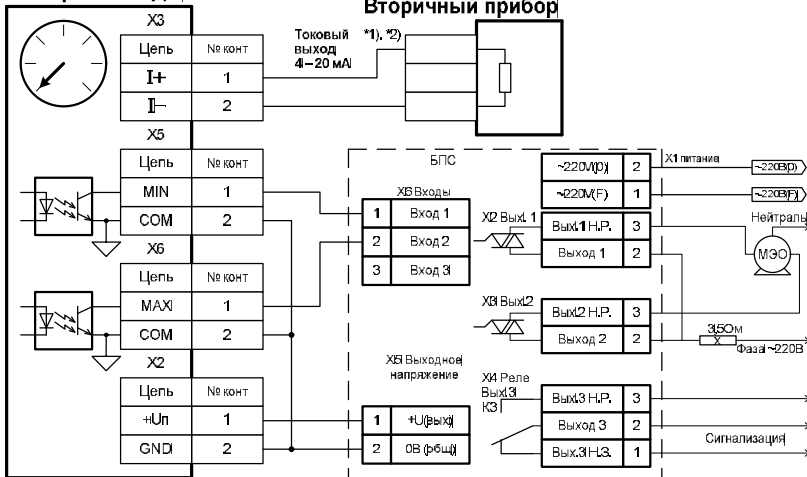 Вторичный прибор
X3
Цепь № конт
I+ 1
I- 2
Токовый *1), *2)
выход
4–20 мА
X5
Цепь № конт
MIN 1
COM 2
X6
Цепь № конт
MAX 1
COM 2
X2
Цепь № конт
+Uп 1
GND 2
БПС
X6 Входы
1 Вход 1
2 Вход 2
3 Вход 3
X5 Выходное
напряжение
1 +U(вых)
2 0В (общ)
~220V(0) 2
~220V(F) 1
X1 питание
~220В(0)
~220В(F)
X2 Вых. 1
Вых.1 Н.Р. 3
Выход 1 2
Нейтраль
МЭО
X3 Вых.2
Вых.2 Н.Р. 3
Выход 2 2
3,5Ом
Фаза ~220В
X4 Реле
Вых.3
К3
Вых.3 Н.Р. 3
Выход 3 2
Вых.3 Н.З. 1
Сигнализация